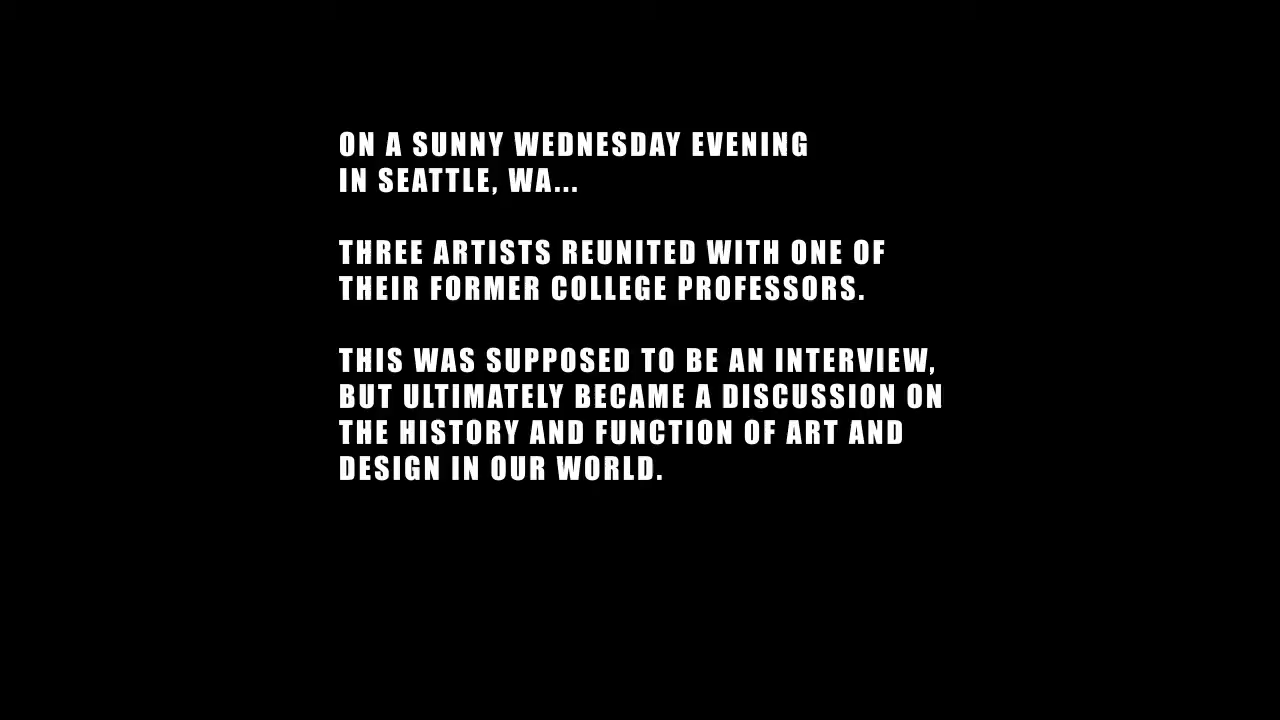 ON A SUNNY WEDNESDAY EVENING
IN SEATTLE, WA...
THREE ARTISTS REUNITED WITH ONE OF
THEIR FORMER COLLEGE PROFESSORS.
THIS WAS SUPPOSED TO BE AN INTERVIEW,
BUT ULTIMATELY BECAME A DISCUSSION ON
THE HISTORY AND FUNCTION OF ART AND
DESIGN IN OUR WORLD.